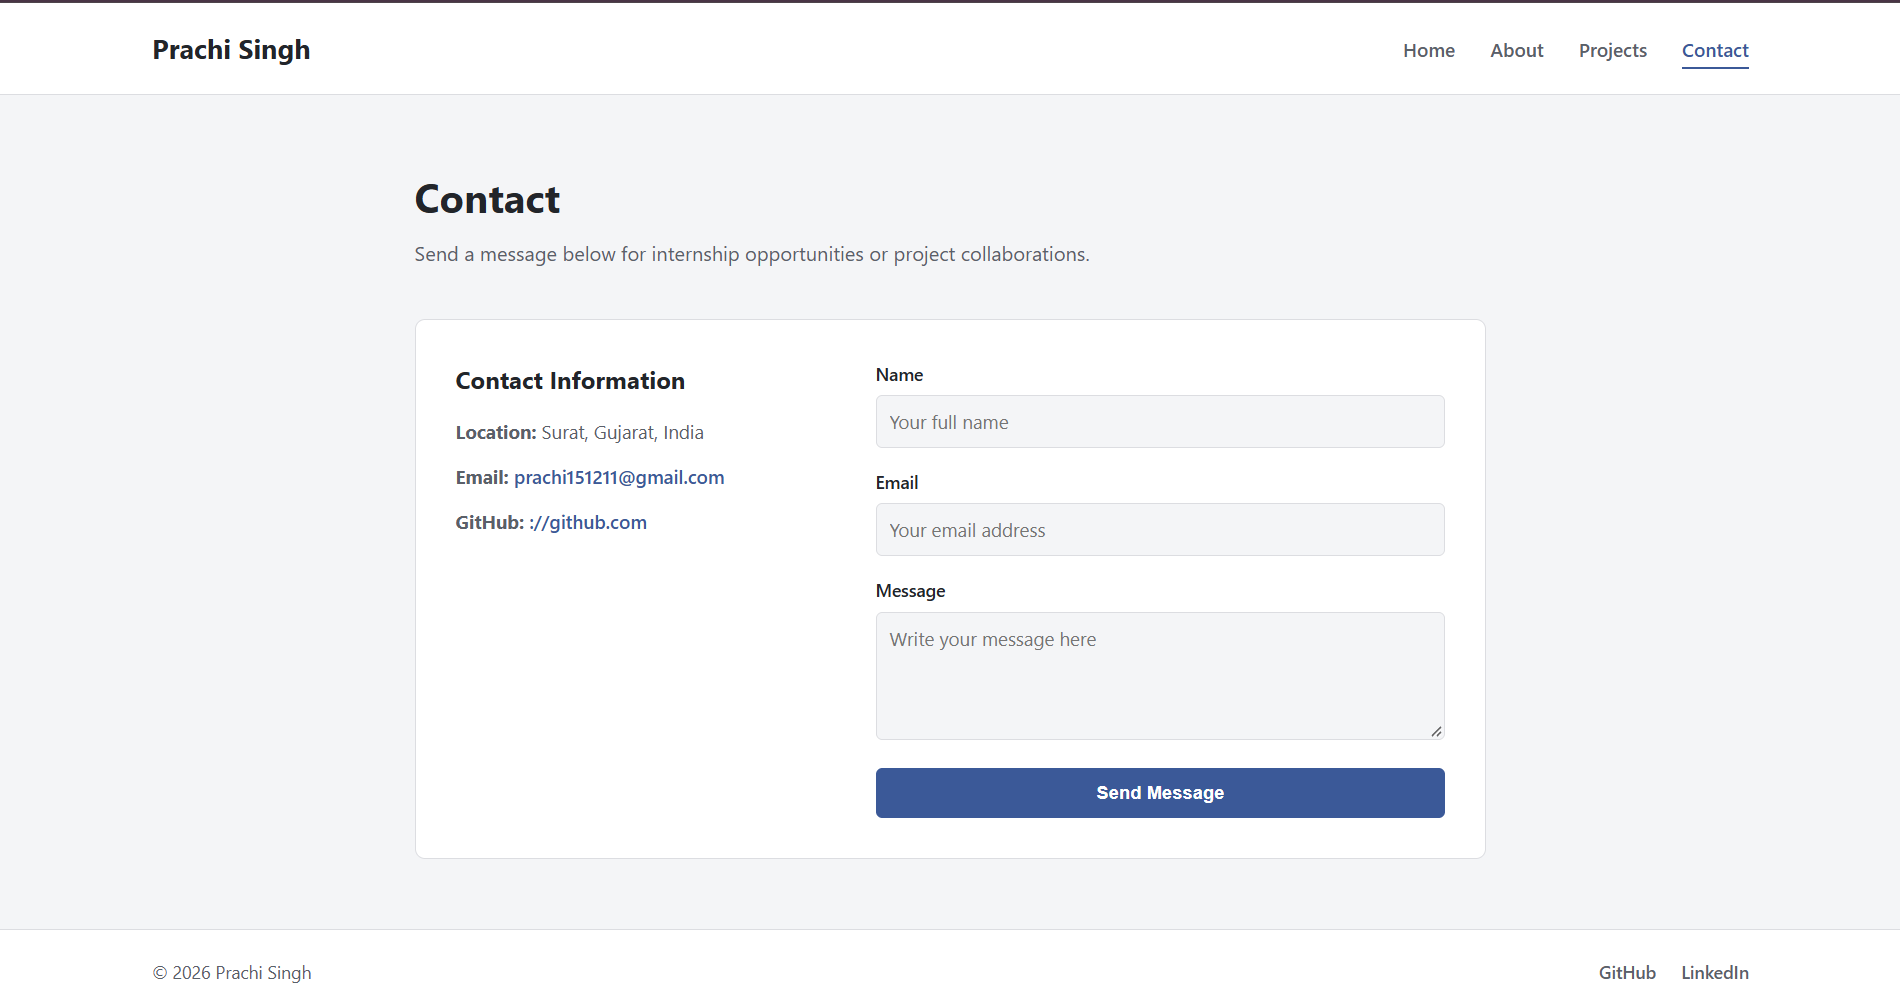 Prachi Singh
Home About Projects Contact
Contact
Send a message below for internship opportunities or project collaborations.
Contact Information
Location: Surat, Gujarat, India
Email: prachi151211@gmail.com
GitHub: ://github.com
Name
Your full name
Email
Your email address
Message
Write your message here
Send Message
© 2026 Prachi Singh
GitHub LinkedIn